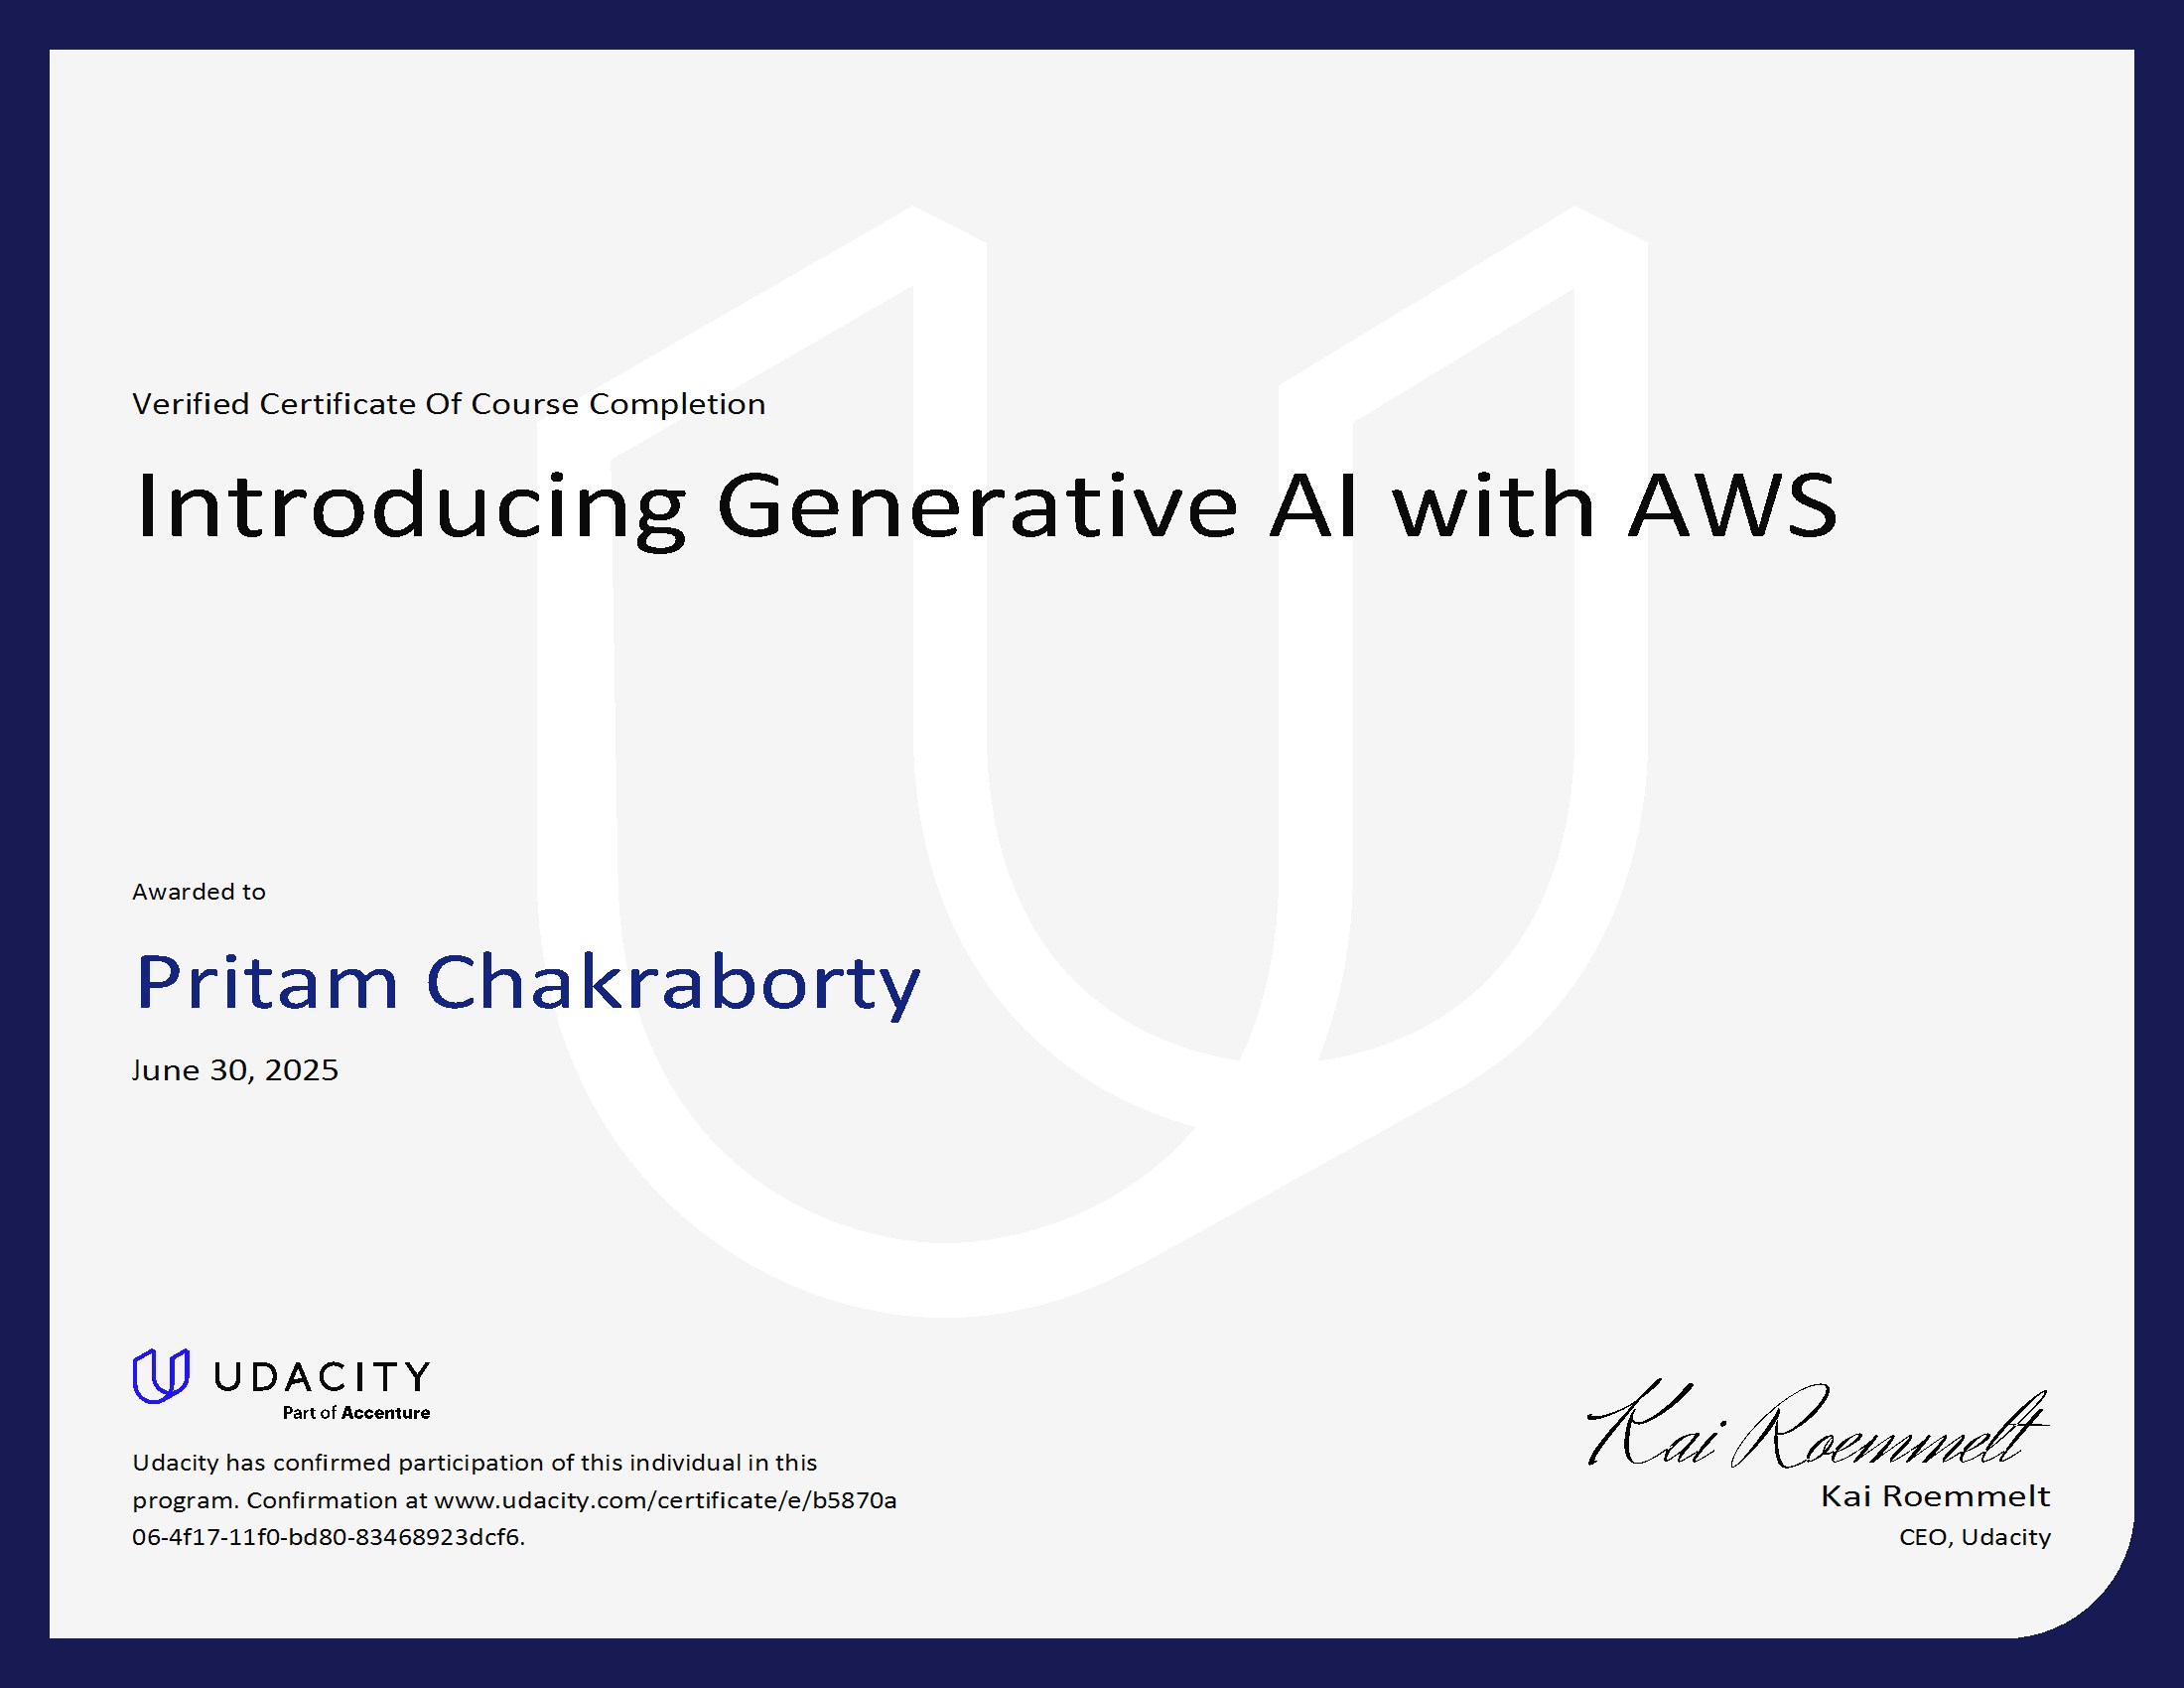 Verified Certificate Of Course Completion
Introducing Generative AI with AWS
Awarded to
Pritam Chakraborty
June 30, 2025
UDACITY
Part of Accenture
Udacity has confirmed participation of this individual in this
program. Confirmation at www.udacity.com/certificate/e/b5870a
06-4f17-11f0-bd80-83468923dcf6.
Kai Roemmelt
Kai Roemmelt
CEO, Udacity